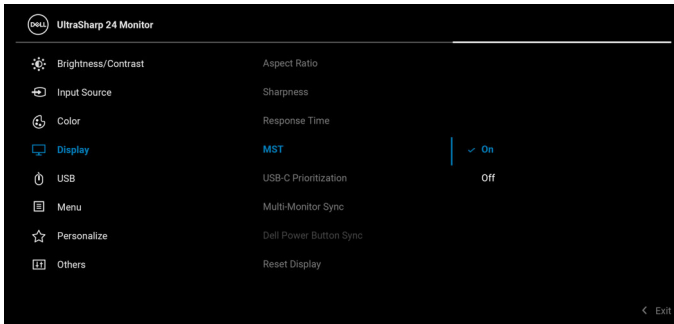 DELL UltraSharp 24 Monitor
Brightness/Contrast Aspect Ratio
Input Source Sharpness
Color Response Time
Display MST On
USB USB-C Prioritization Off
Menu Multi-Monitor Sync
Personalize Dell Power Button Sync
Others Reset Display
Exit